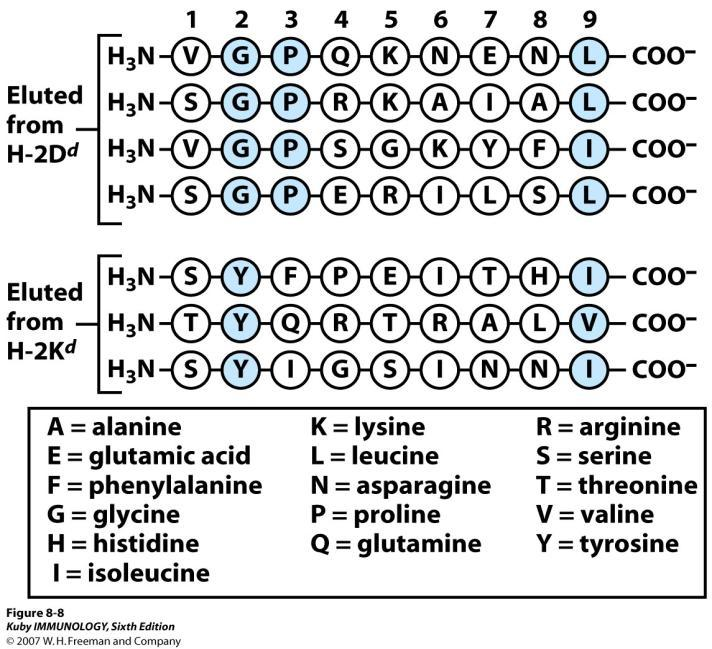 1 2 3 4 5 6 7 8 9
Eluted from H-2Dd
H3N V G P Q K N E N L COO−
H3N S G P R K A I A L COO−
H3N V G P S G K Y F I COO−
H3N S G P E R I L S L COO−
Eluted from H-2Kd
H3N S Y F P E I T H I COO−
H3N T Y Q R T R A L V COO−
H3N S Y I G S I N N I COO−
A = alanine K = lysine R = arginine
E = glutamic acid L = leucine S = serine
F = phenylalanine N = asparagine T = threonine
G = glycine P = proline V = valine
H = histidine Q = glutamine Y = tyrosine
I = isoleucine
Figure 8-8
Kuby IMMUNOLOGY, Sixth Edition
© 2007 W. H. Freeman and Company